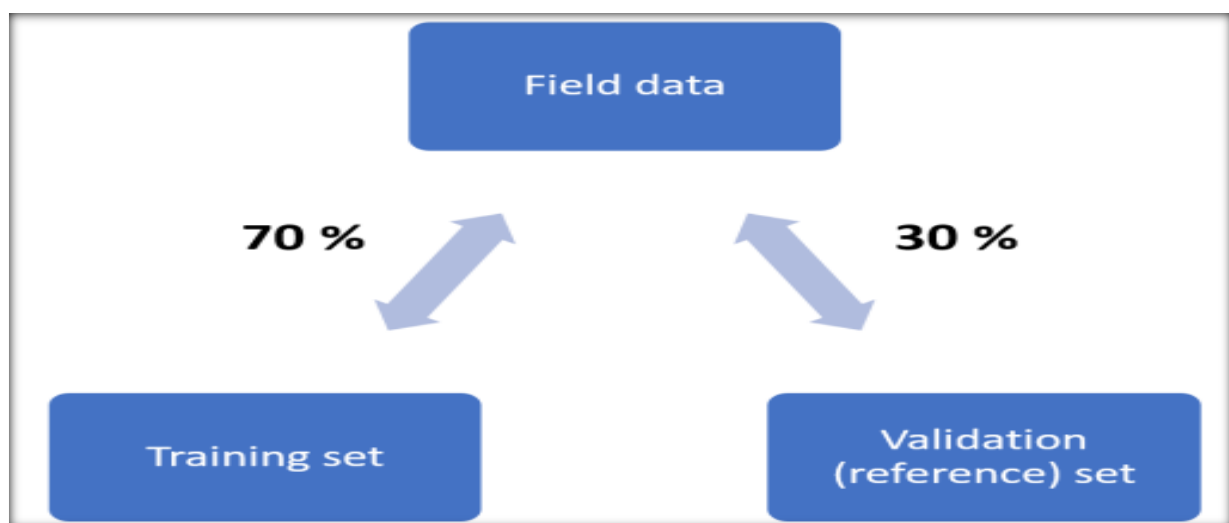 Field data
70 %
30 %
Training set
Validation
(reference) set